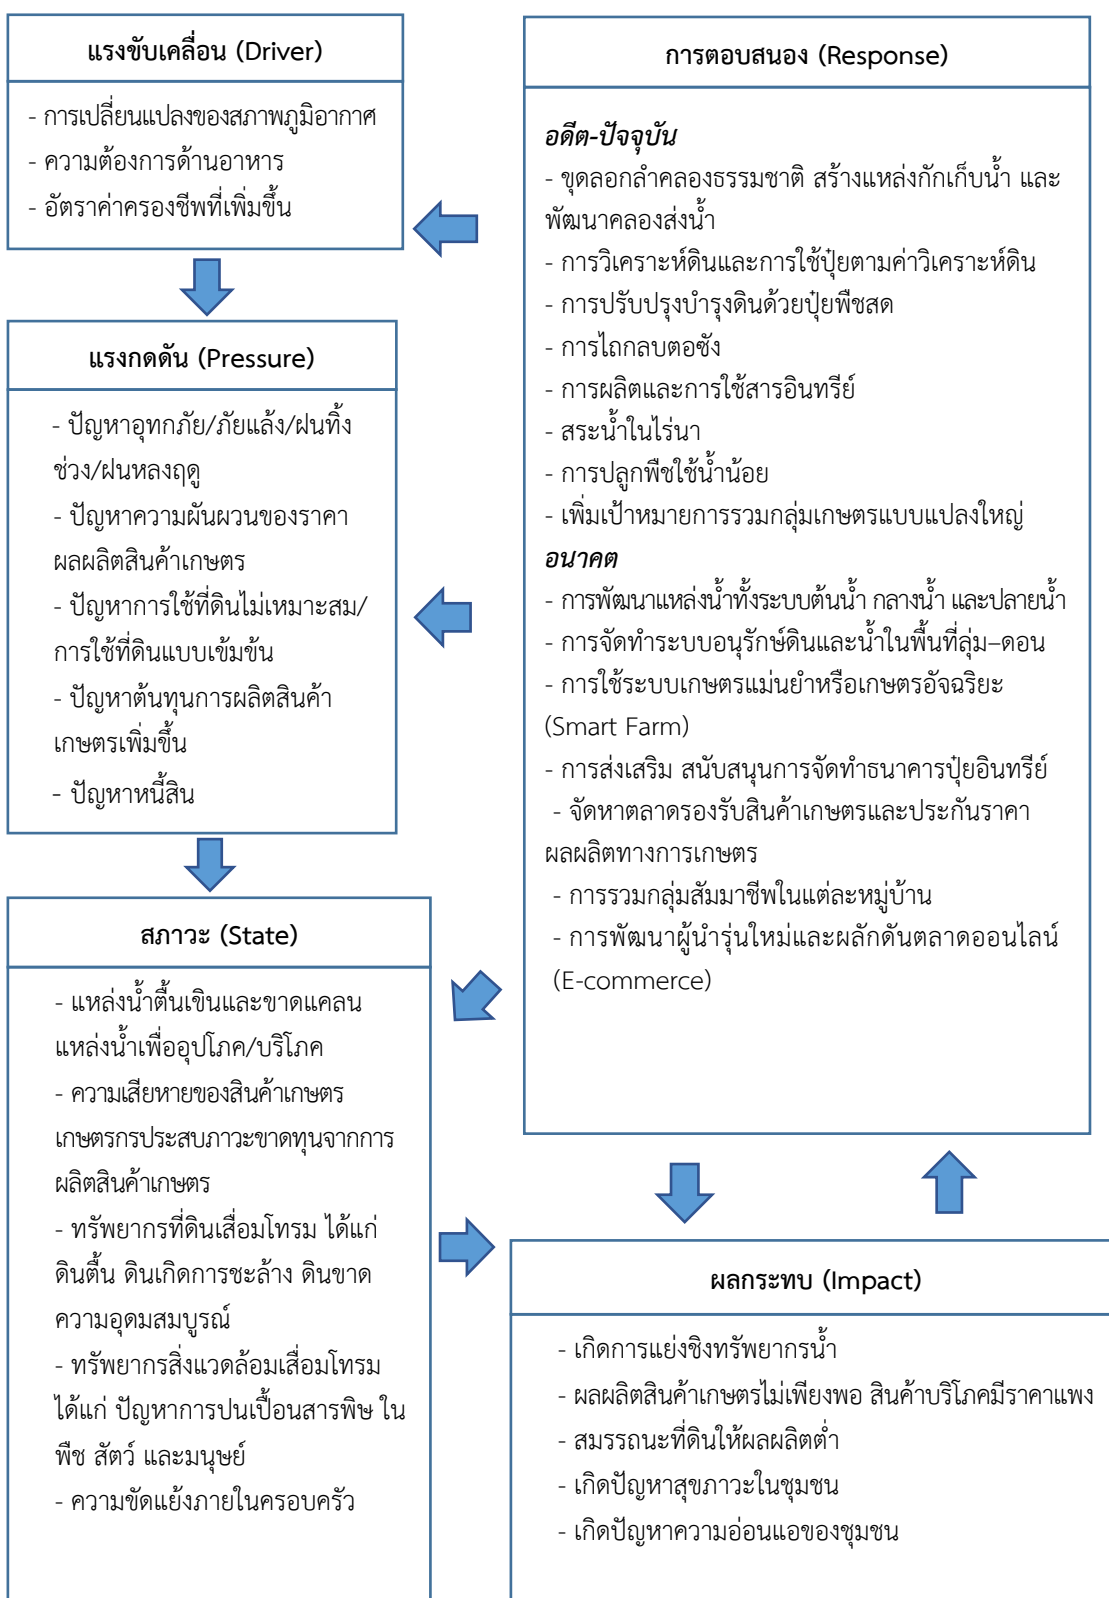 แรงขับเคลื่อน (Driver)
- การเปลี่ยนแปลงของสภาพภูมิอากาศ
- ความต้องการด้านอาหาร
- อัตราค่าครองชีพที่เพิ่มขึ้น
แรงกดดัน (Pressure)
- ปัญหาอุทกภัย/ภัยแล้ง/ฝนทิ้ง
ช่วง/ฝนหลงฤดู
- ปัญหาความผันผวนของราคา
ผลผลิตสินค้าเกษตร
- ปัญหาการใช้ที่ดินไม่เหมาะสม/
การใช้ที่ดินแบบเข้มข้น
- ปัญหาต้นทุนการผลิตสินค้า
เกษตรเพิ่มขึ้น
- ปัญหาหนี้สิน
สภาวะ (State)
- แหล่งน้ำตื้นเขินและขาดแคลน
แหล่งน้ำเพื่ออุปโภค/บริโภค
- ความเสียหายของสินค้าเกษตร
เกษตรกรประสบภาวะขาดทุนจากการ
ผลิตสินค้าเกษตร
- ทรัพยากรที่ดินเสื่อมโทรม ได้แก่
ดินตื้น ดินเกิดการชะล้าง ดินขาด
ความอุดมสมบูรณ์
- ทรัพยากรสิ่งแวดล้อมเสื่อมโทรม
ได้แก่ ปัญหาการปนเปื้อนสารพิษ ใน
พืช สัตว์ และมนุษย์
- ความขัดแย้งภายในครอบครัว
การตอบสนอง (Response)
อดีต-ปัจจุบัน
- ขุดลอกลำคลองธรรมชาติ สร้างแหล่งกักเก็บน้ำ และ
พัฒนาคลองส่งน้ำ
- การวิเคราะห์ดินและการใช้ปุ๋ยตามค่าวิเคราะห์ดิน
- การปรับปรุงบำรุงดินด้วยปุ๋ยพืชสด
- การไถกลบตอซัง
- การผลิตและการใช้สารอินทรีย์
- สระน้ำในไร่นา
- การปลูกพืชใช้น้ำน้อย
- เพิ่มเป้าหมายการรวมกลุ่มเกษตรแบบแปลงใหญ่
อนาคต
- การพัฒนาแหล่งน้ำทั้งระบบต้นน้ำ กลางน้ำ และปลายน้ำ
- การจัดทำระบบอนุรักษ์ดินและน้ำในพื้นที่ลุ่ม–ดอน
- การใช้ระบบเกษตรแม่นยำหรือเกษตรอัจฉริยะ
(Smart Farm)
- การส่งเสริม สนับสนุนการจัดทำธนาคารปุ๋ยอินทรีย์
- จัดหาตลาดรองรับสินค้าเกษตรและประกันราคา
ผลผลิตทางการเกษตร
- การรวมกลุ่มสัมมาชีพในแต่ละหมู่บ้าน
- การพัฒนาผู้นำรุ่นใหม่และผลักดันตลาดออนไลน์
(E-commerce)
ผลกระทบ (Impact)
- เกิดการแย่งชิงทรัพยากรน้ำ
- ผลผลิตสินค้าเกษตรไม่เพียงพอ สินค้าบริโภคมีราคาแพง
- สมรรถนะที่ดินให้ผลผลิตต่ำ
- เกิดปัญหาสุขภาวะในชุมชน
- เกิดปัญหาความอ่อนแอของชุมชน